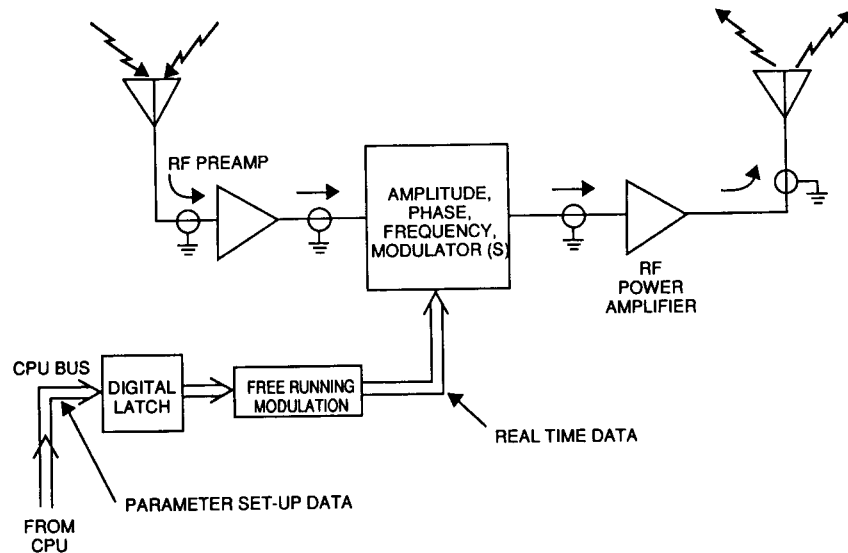 RF PREAMP
AMPLITUDE,
PHASE,
FREQUENCY,
MODULATOR (S)
RF
POWER
AMPLIFIER
CPU BUS
DIGITAL
LATCH
FREE RUNNING
MODULATION
REAL TIME DATA
PARAMETER SET-UP DATA
FROM
CPU